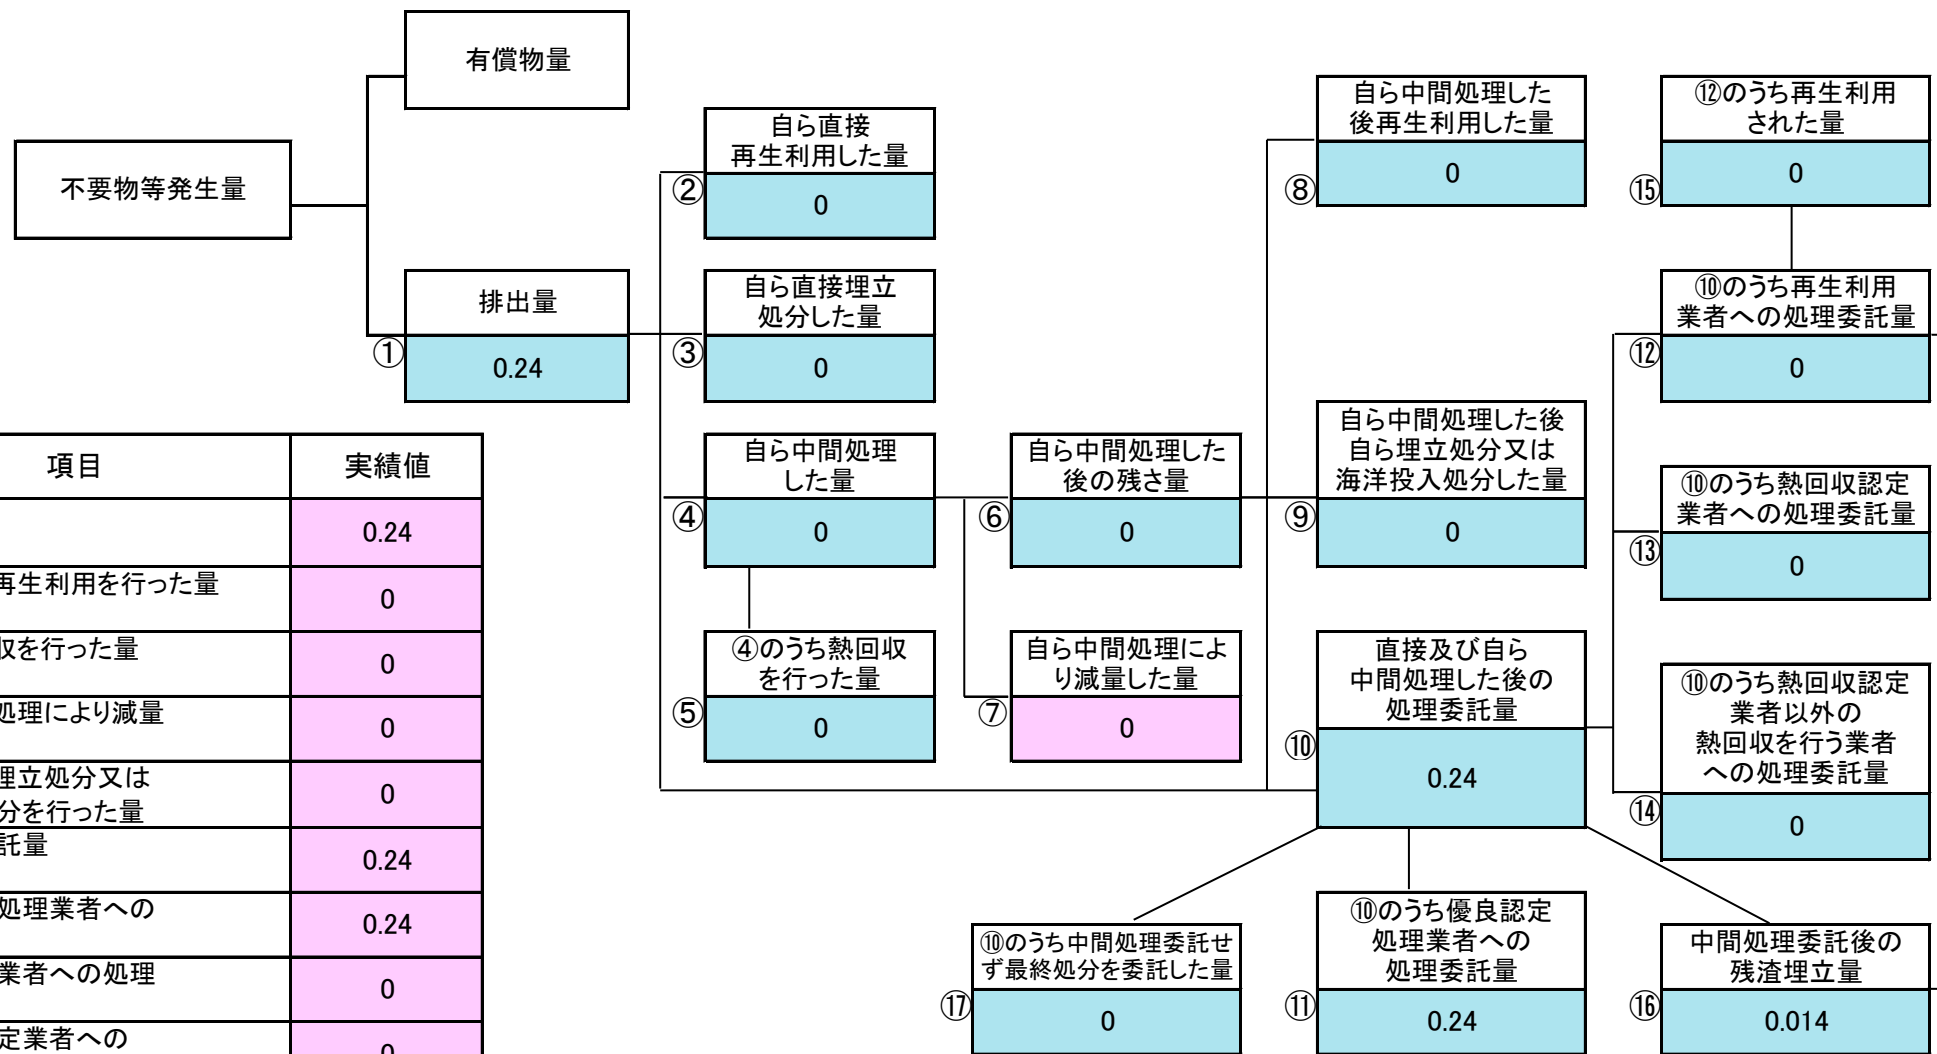 有償物量
不要物等発生量
排出量
①
0.24
自ら直接
再生利用した量
②
0
自ら直接埋立
処分した量
③
0
自ら中間処理
した量
④
0
④のうち熱回収
を行った量
⑤
0
自ら中間処理した
後の残さ量
⑥
0
自ら中間処理によ
り減量した量
⑦
0
自ら中間処理した
後再生利用した量
⑧
0
自ら中間処理した後
自ら埋立処分又は
海洋投入処分した量
⑨
0
直接及び自ら
中間処理した後の
処理委託量
⑩
0.24
⑫のうち再生利用
された量
⑮
0
⑩のうち再生利用
業者への処理委託量
⑫
0
⑩のうち熱回収認定
業者への処理委託量
⑬
0
⑩のうち熱回収認定
業者以外の
熱回収を行う業者
への処理委託量
⑭
0
⑩のうち中間処理委託せ
ず最終処分を委託した量
⑰
0
⑩のうち優良認定
処理業者への
処理委託量
⑪
0.24
中間処理委託後の
残渣埋立量
⑯
0.014
項目 実績値
0.24
再生利用を行った量 0
収を行った量 0
処理により減量 0
埋立処分又は
分を行った量 0
託量 0.24
処理業者への 0.24
業者への処理 0
定業者への 0